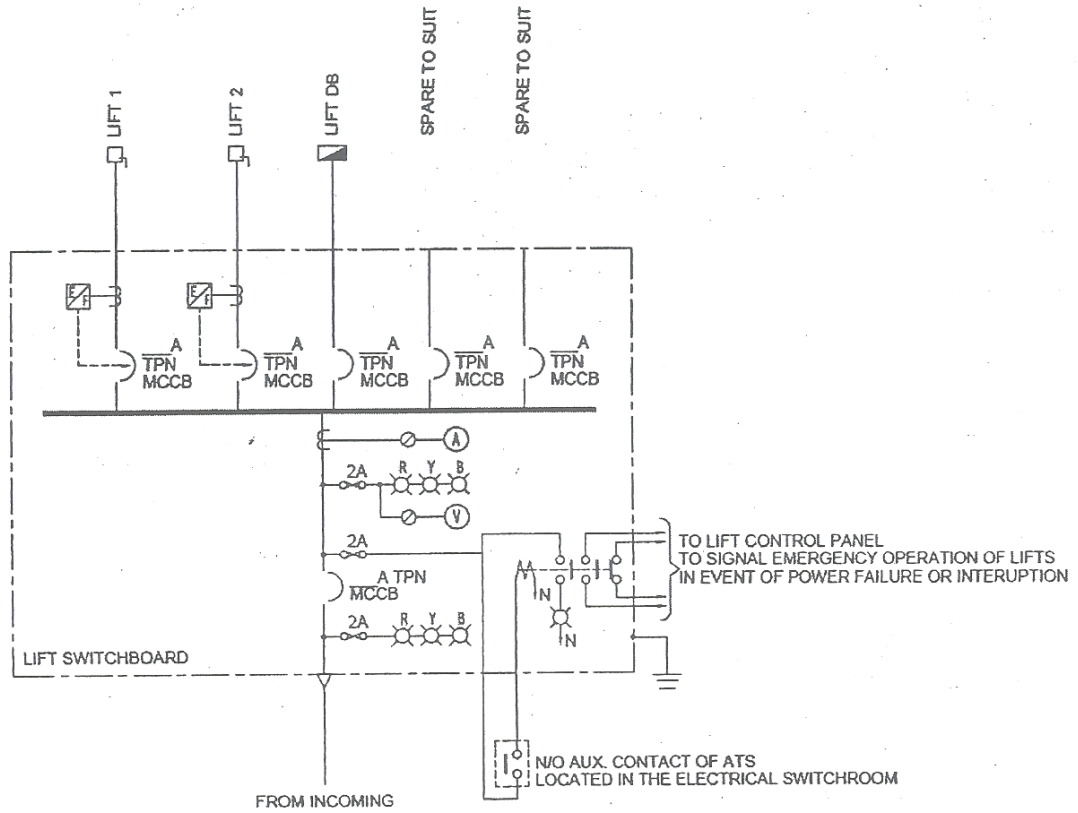 LIFT 1
LIFT 2
LIFT DB
SPARE TO SUIT
SPARE TO SUIT
E/F
E/F
A
TPN
MCCB
A
TPN
MCCB
A
TPN
MCCB
A
TPN
MCCB
A
TPN
MCCB
A
2A
R Y B
V
2A
A TPN
MCCB
N
N
TO LIFT CONTROL PANEL
TO SIGNAL EMERGENCY OPERATION OF LIFTS
IN EVENT OF POWER FAILURE OR INTERUPTION
2A
R Y B
LIFT SWITCHBOARD
N/O AUX. CONTACT OF ATS
LOCATED IN THE ELECTRICAL SWITCHROOM
FROM INCOMING